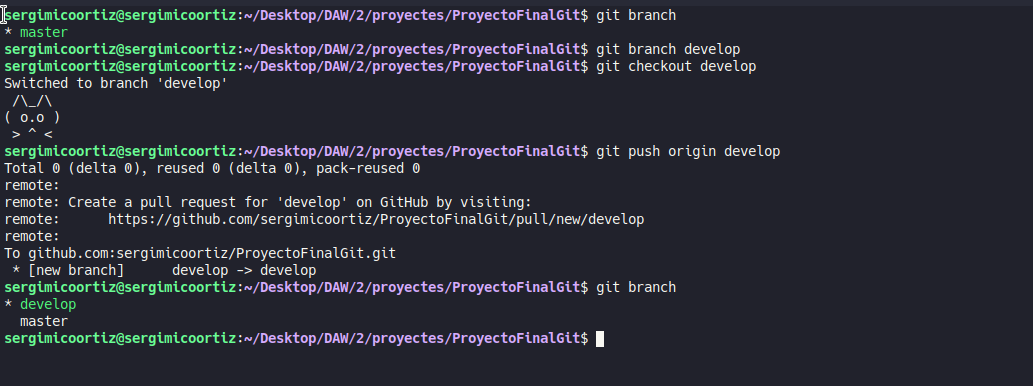 sergimicoortiz@sergimicoortiz:~/Desktop/DAW/2/proyectes/ProyectoFinalGit$ git branch
* master
sergimicoortiz@sergimicoortiz:~/Desktop/DAW/2/proyectes/ProyectoFinalGit$ git branch develop
sergimicoortiz@sergimicoortiz:~/Desktop/DAW/2/proyectes/ProyectoFinalGit$ git checkout develop
Switched to branch 'develop'
 /\_/\
( o.o )
 > ^ <
sergimicoortiz@sergimicoortiz:~/Desktop/DAW/2/proyectes/ProyectoFinalGit$ git push origin develop
Total 0 (delta 0), reused 0 (delta 0), pack-reused 0
remote:
remote: Create a pull request for 'develop' on GitHub by visiting:
remote:      https://github.com/sergimicoortiz/ProyectoFinalGit/pull/new/develop
remote:
To github.com:sergimicoortiz/ProyectoFinalGit.git
 * [new branch]      develop -> develop
sergimicoortiz@sergimicoortiz:~/Desktop/DAW/2/proyectes/ProyectoFinalGit$ git branch
* develop
  master
sergimicoortiz@sergimicoortiz:~/Desktop/DAW/2/proyectes/ProyectoFinalGit$